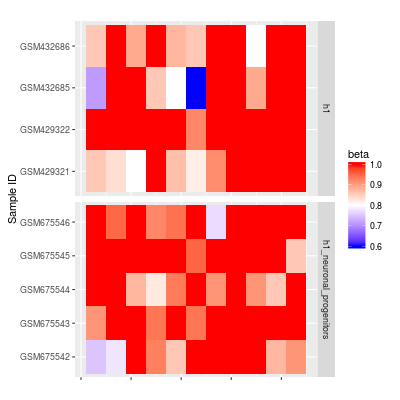 GSM432686
GSM432685
GSM429322
GSM429321
h1
GSM675546
GSM675545
GSM675544
GSM675543
GSM675542
h1_neuronal_progenitors
Sample ID
beta
1.0
0.9
0.8
0.7
0.6